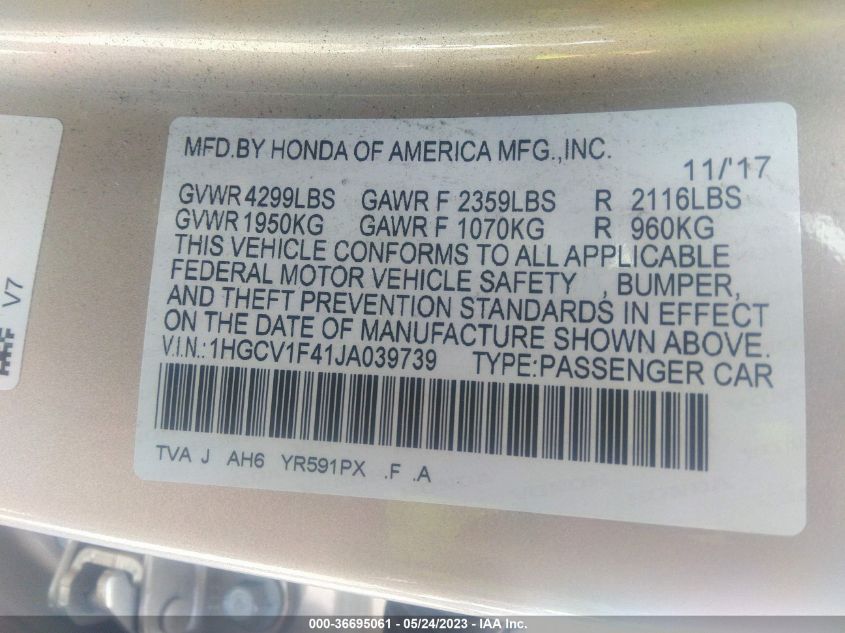 MFD.BY HONDA OF AMERICA MFG.,INC.
11/'17
GVWR 4299LBS GAWR F 2359LBS R 2116LBS
GVWR 1950KG GAWR F 1070KG R 960KG
THIS VEHICLE CONFORMS TO ALL APPLICABLE
FEDERAL MOTOR VEHICLE SAFETY , BUMPER,
AND THEFT PREVENTION STANDARDS IN EFFECT
ON THE DATE OF MANUFACTURE SHOWN ABOVE.
V.I.N.:1HGCV1F41JA039739 TYPE:PASSENGER CAR
TVA J AH6 YR591PX .F .A
V7
000-36695061 - 05/24/2023 - IAAI.com